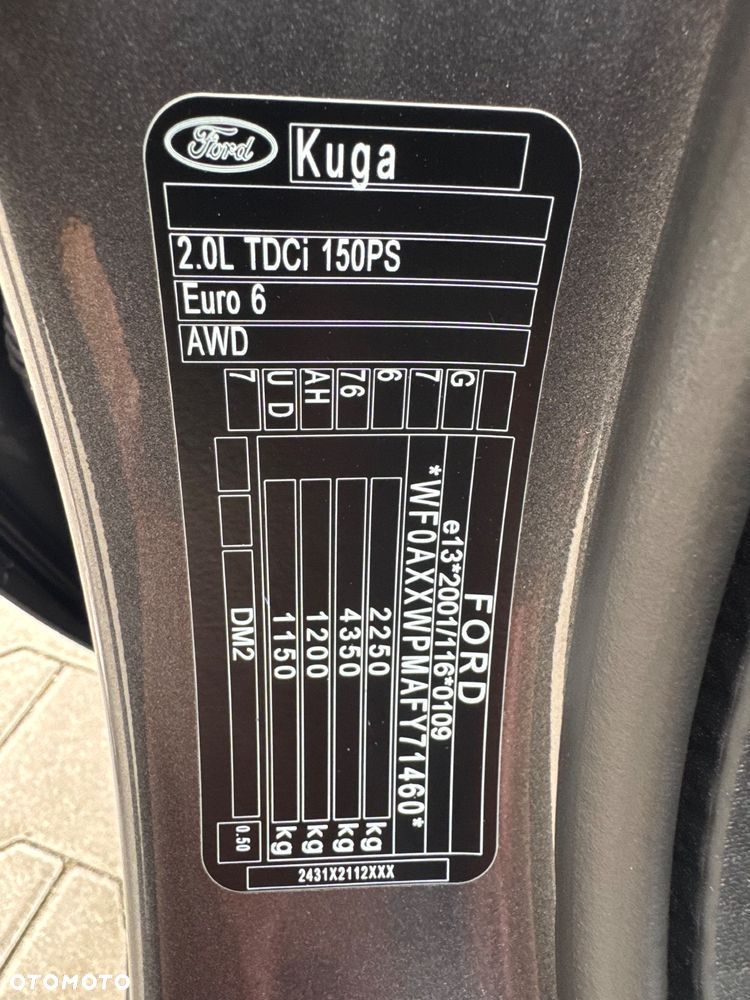 Ford
Kuga
2.0L TDCi 150PS
Euro 6
AWD
G
7
6
76
AH
U D
7
FORD
e13*2001/116*0109
*WF0AXXWPMAFY71460*
2250 kg
4350 kg
1200 kg
1150 kg
DM2
0.50
2431X2112XXX
OTOMOTO